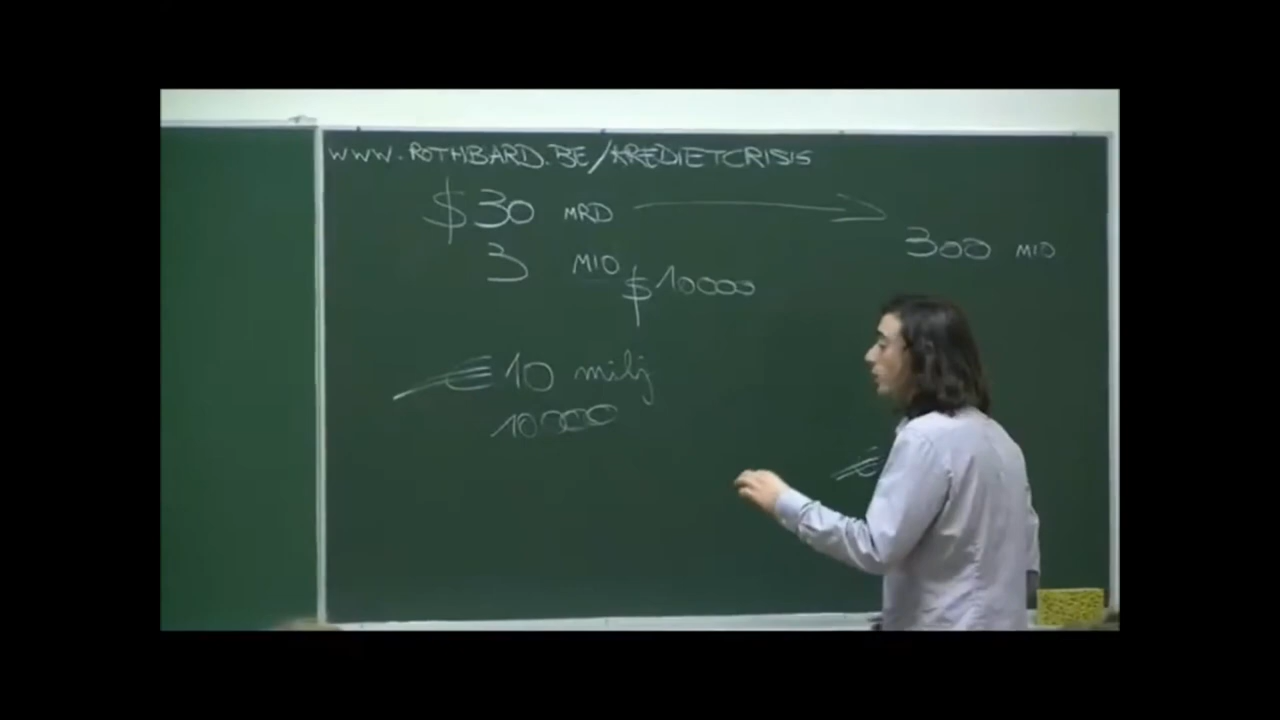 WWW.ROTHBARD.BE/KREDIETCRISIS
$30 MRD
300 MIO
3 MIO
$10000
€10 milj
10000
€